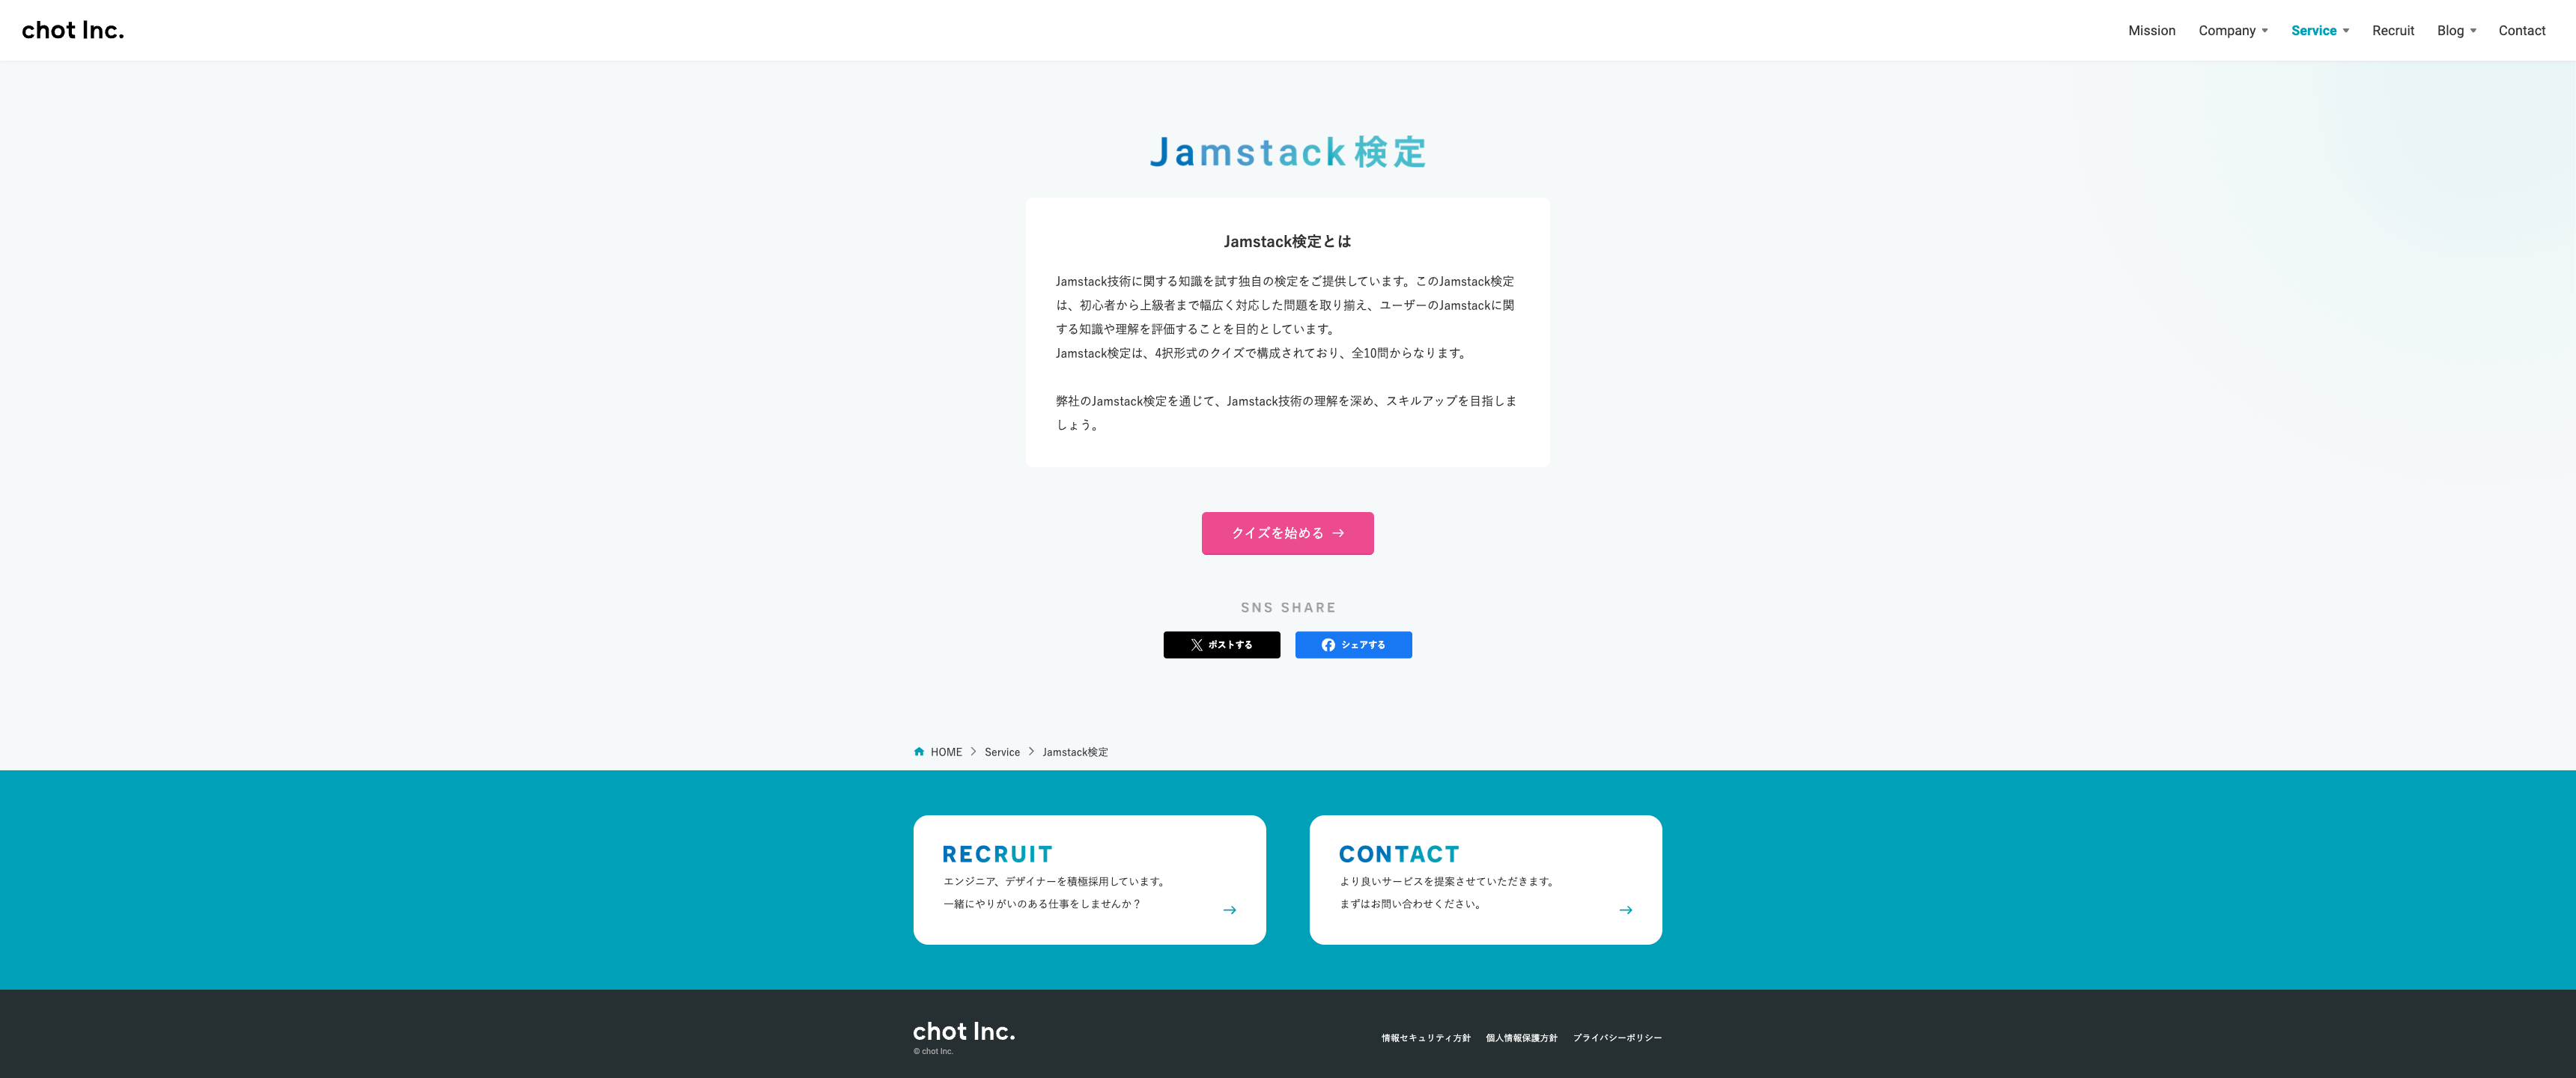 chot Inc.
Mission Company Service Recruit Blog Contact
Jamstack検定
Jamstack検定とは
Jamstack技術に関する知識を試す独自の検定をご提供しています。このJamstack検定
は、初心者から上級者まで幅広く対応した問題を取り揃え、ユーザーのJamstackに関
する知識や理解を評価することを目的としています。
Jamstack検定は、4択形式のクイズで構成されており、全10問からなります。
弊社のJamstack検定を通じて、Jamstack技術の理解を深め、スキルアップを目指しま
しょう。
クイズを始める
SNS SHARE
ポストする シェアする
HOME Service Jamstack検定
RECRUIT
エンジニア、デザイナーを積極採用しています。
一緒にやりがいのある仕事をしませんか？
CONTACT
より良いサービスを提案させていただきます。
まずはお問い合わせください。
chot Inc.
© chot Inc.
情報セキュリティ方針 個人情報保護方針 プライバシーポリシー